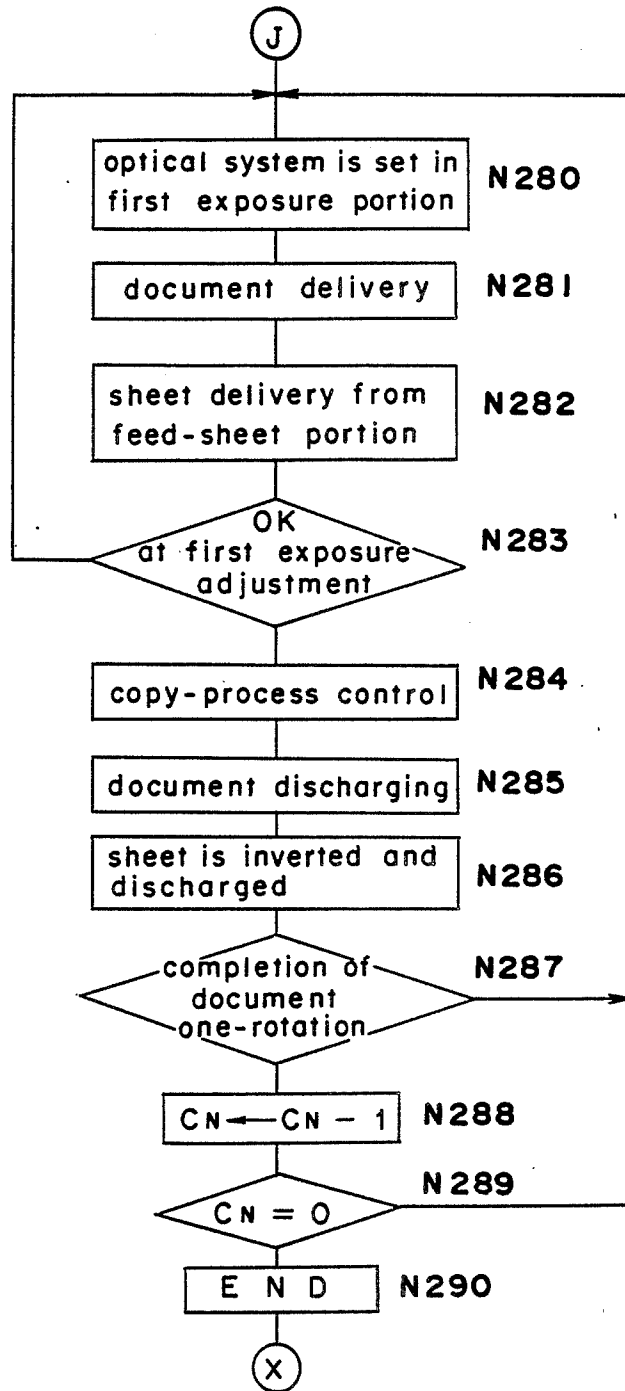 J
optical system is set in
first exposure portion
N280
document delivery
N281
sheet delivery from
feed-sheet portion
N282
OK
at first exposure
adjustment
N283
copy-process control
N284
document discharging
N285
sheet is inverted and
discharged
N286
completion of
document
one-rotation
N287
CN ← CN - 1
N288
CN = 0
N289
E N D
N290
X